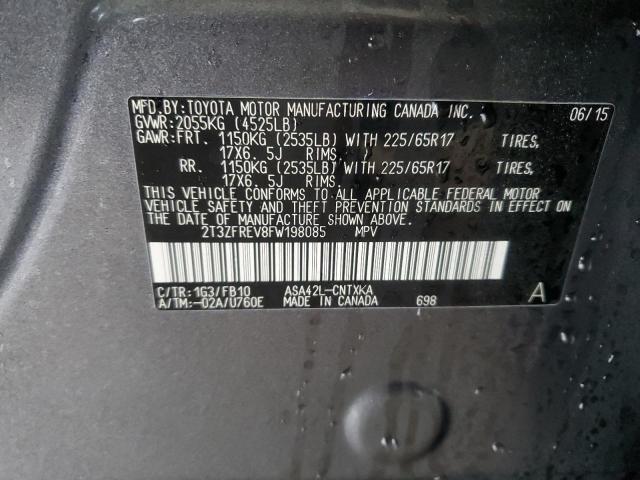 MFD.BY:TOYOTA MOTOR MANUFACTURING CANADA INC. 06/15
GVWR:2055KG (4525LB)
GAWR:FRT. 1150KG (2535LB) WITH 225/65R17 TIRES,
17X6. 5J RIMS.
RR. 1150KG (2535LB) WITH 225/65R17 TIRES,
17X6. 5J RIMS.
THIS VEHICLE CONFORMS TO ALL APPLICABLE FEDERAL MOTOR
VEHICLE SAFETY AND THEFT PREVENTION STANDARDS IN EFFECT ON
THE DATE OF MANUFACTURE SHOWN ABOVE.
2T3ZFREV8FW198085 MPV
C/TR:1G3/FB10 ASA42L-CNTXKA
A/TM:-02A/U760E MADE IN CANADA 698 A